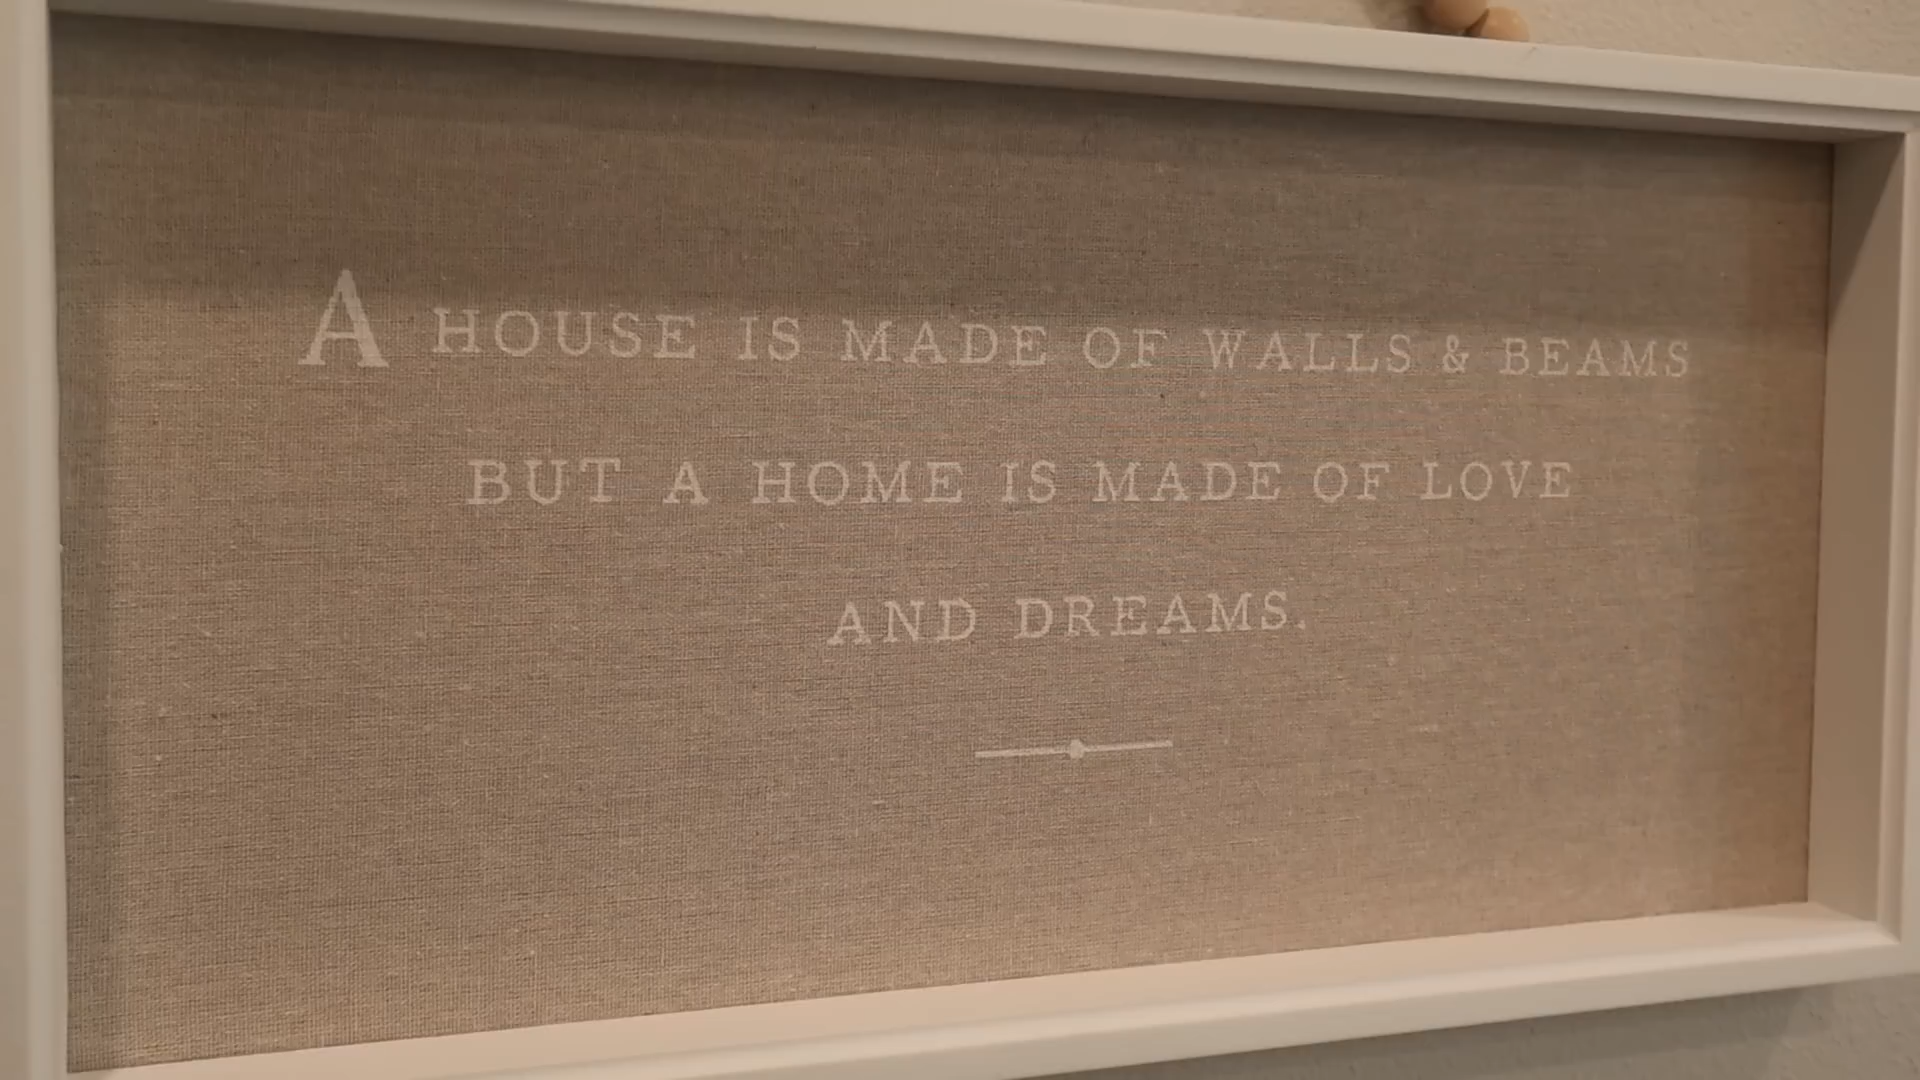 A HOUSE IS MADE OF WALLS & BEAMS
BUT A HOME IS MADE OF LOVE
AND DREAMS.